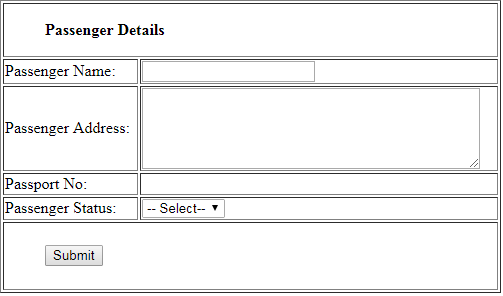 Passenger Details
Passenger Name:
Passenger Address:
Passport No:
Passenger Status: -- Select--
Submit